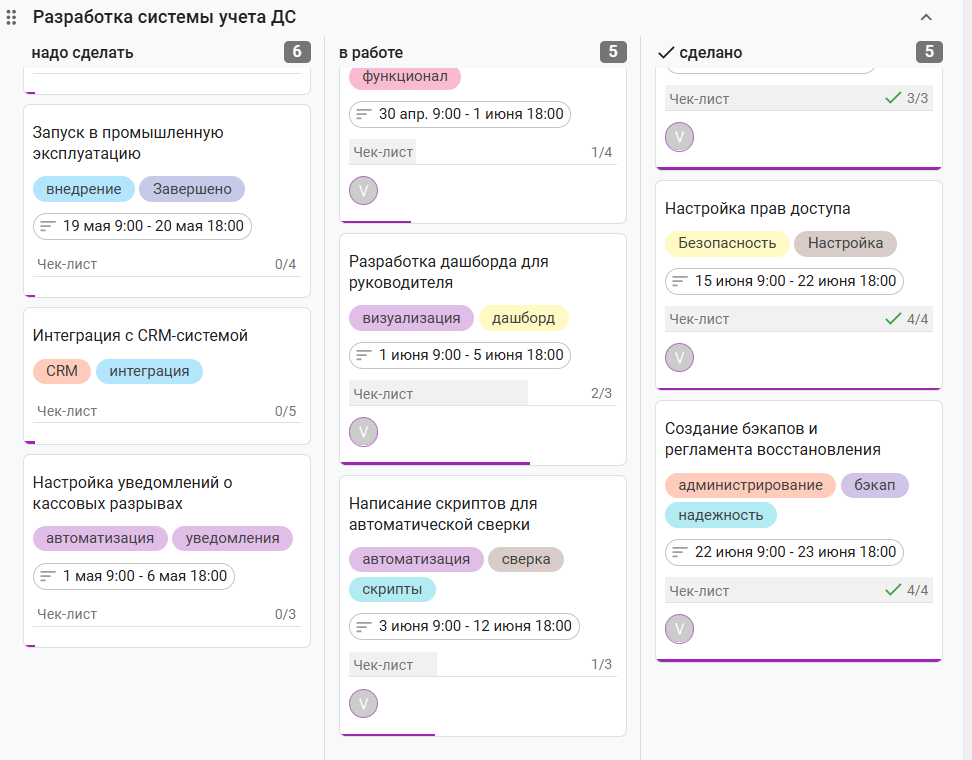 Разработка системы учета ДС
надо сделать 6
Запуск в промышленную
эксплуатацию
внедрение Завершено
19 мая 9:00 - 20 мая 18:00
Чек-лист 0/4
Интеграция с CRM-системой
CRM интеграция
Чек-лист 0/5
Настройка уведомлений о
кассовых разрывах
автоматизация уведомления
1 мая 9:00 - 6 мая 18:00
Чек-лист 0/3
в работе 5
функционал
30 апр. 9:00 - 1 июня 18:00
Чек-лист 1/4
V
Разработка дашборда для
руководителя
визуализация дашборд
1 июня 9:00 - 5 июня 18:00
Чек-лист 2/3
V
Написание скриптов для
автоматической сверки
автоматизация сверка
скрипты
3 июня 9:00 - 12 июня 18:00
Чек-лист 1/3
V
сделано 5
Чек-лист 3/3
V
Настройка прав доступа
Безопасность Настройка
15 июня 9:00 - 22 июня 18:00
Чек-лист 4/4
V
Создание бэкапов и
регламента восстановления
администрирование бэкап
надежность
22 июня 9:00 - 23 июня 18:00
Чек-лист 4/4
V